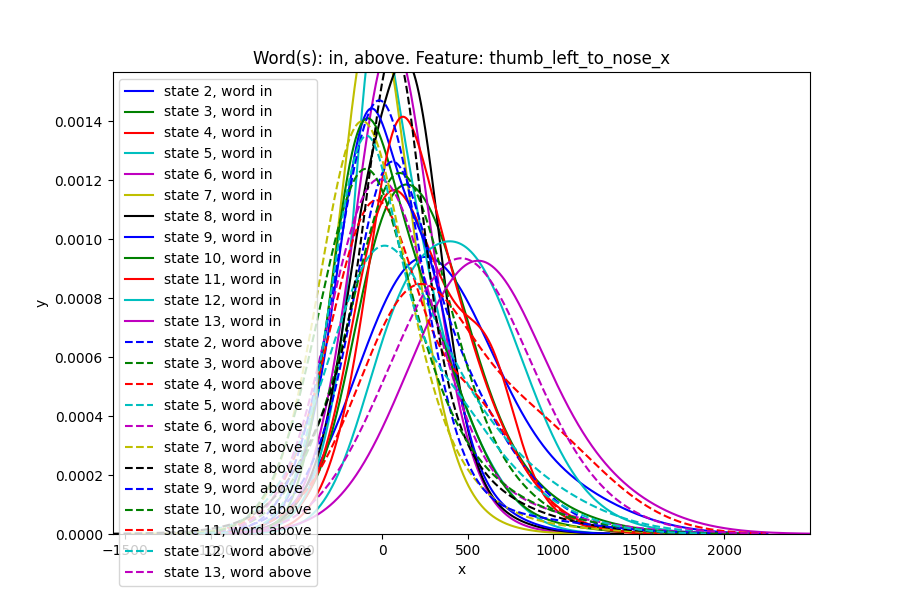 Word(s): in, above. Feature: thumb_left_to_nose_x
y
0.0014
0.0012
0.0010
0.0008
0.0006
0.0004
0.0002
0.0000
state 2, word in
state 3, word in
state 4, word in
state 5, word in
state 6, word in
state 7, word in
state 8, word in
state 9, word in
state 10, word in
state 11, word in
state 12, word in
state 13, word in
state 2, word above
state 3, word above
state 4, word above
state 5, word above
state 6, word above
state 7, word above
state 8, word above
state 9, word above
state 10, word above
state 11, word above
state 12, word above
state 13, word above
−1500 0 500 1000 1500 2000
x